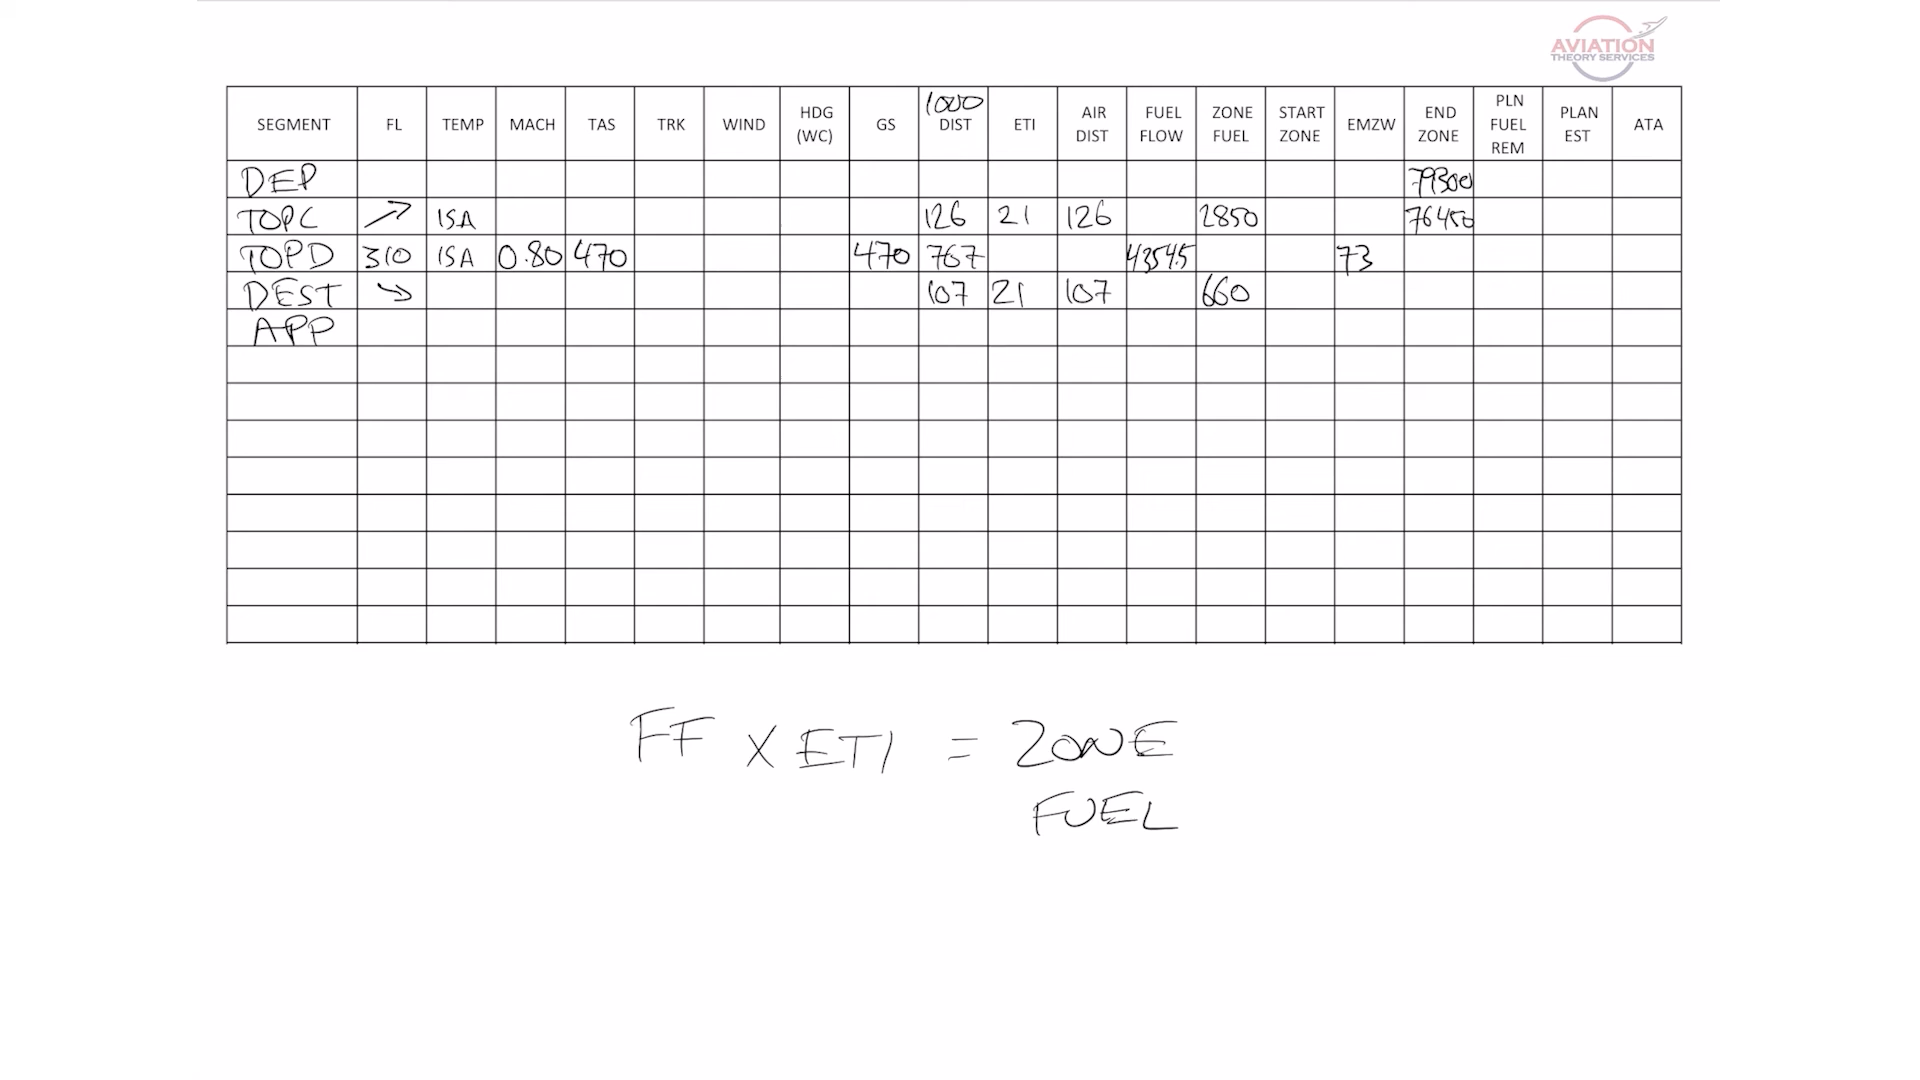 AVIATION
THEORY SERVICES
SEGMENT FL TEMP MACH TAS TRK WIND HDG (WC) GS 1000 DIST ETI AIR DIST FUEL FLOW ZONE FUEL START ZONE EMZW END ZONE PLN FUEL REM PLAN EST ATA
DEP 79300
TOPC ISA 126 21 126 2850 76450
TOPD 310 ISA 0.80 470 470 767 4354.5 73
DEST 107 21 107 660
APP
FF X ETI = ZONE
FUEL